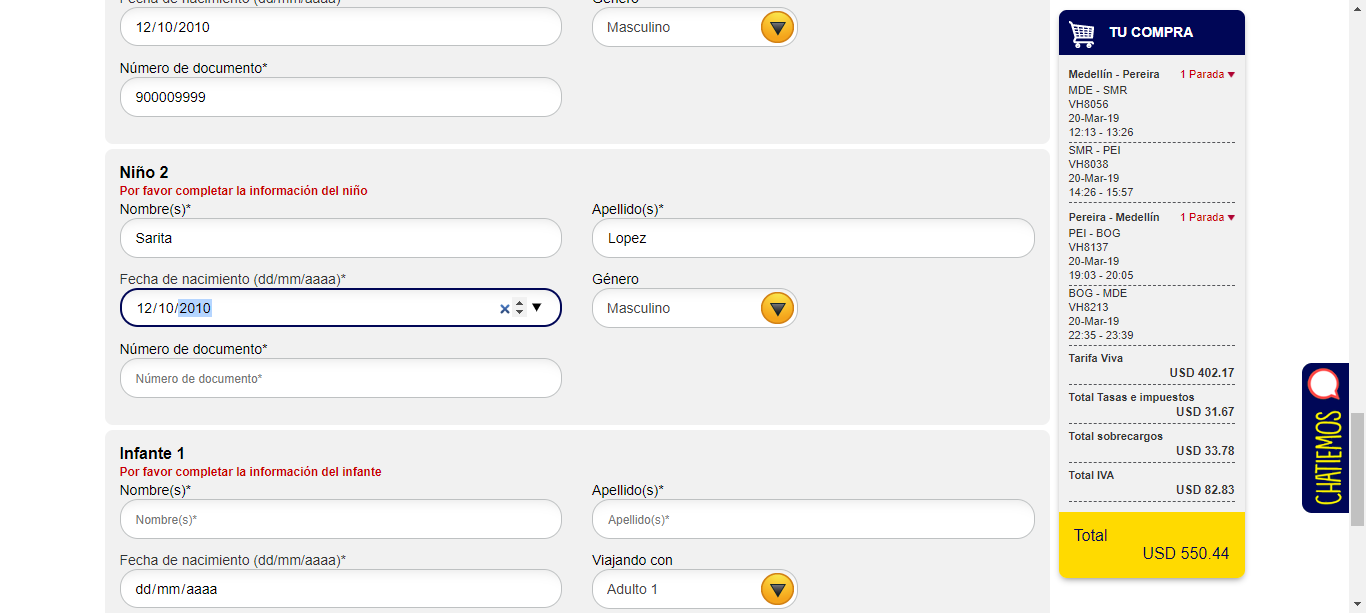 Género
12/10/2010
Masculino
Número de documento*
900009999
Niño 2
Por favor completar la información del niño
Nombre(s)*
Apellido(s)*
Sarita
Lopez
Fecha de nacimiento (dd/mm/aaaa)*
Género
12/10/2010
Masculino
Número de documento*
Número de documento*
Infante 1
Por favor completar la información del infante
Nombre(s)*
Apellido(s)*
Nombre(s)*
Apellido(s)*
Fecha de nacimiento (dd/mm/aaaa)*
Viajando con
dd/mm/aaaa
Adulto 1
TU COMPRA
Medellín - Pereira 1 Parada
MDE - SMR
VH8056
20-Mar-19
12:13 - 13:26
SMR - PEI
VH8038
20-Mar-19
14:26 - 15:57
Pereira - Medellín 1 Parada
PEI - BOG
VH8137
20-Mar-19
19:03 - 20:05
BOG - MDE
VH8213
20-Mar-19
22:35 - 23:39
Tarifa Viva
USD 402.17
Total Tasas e impuestos
USD 31.67
Total sobrecargos
USD 33.78
Total IVA
USD 82.83
Total
USD 550.44
CHATIEMOS